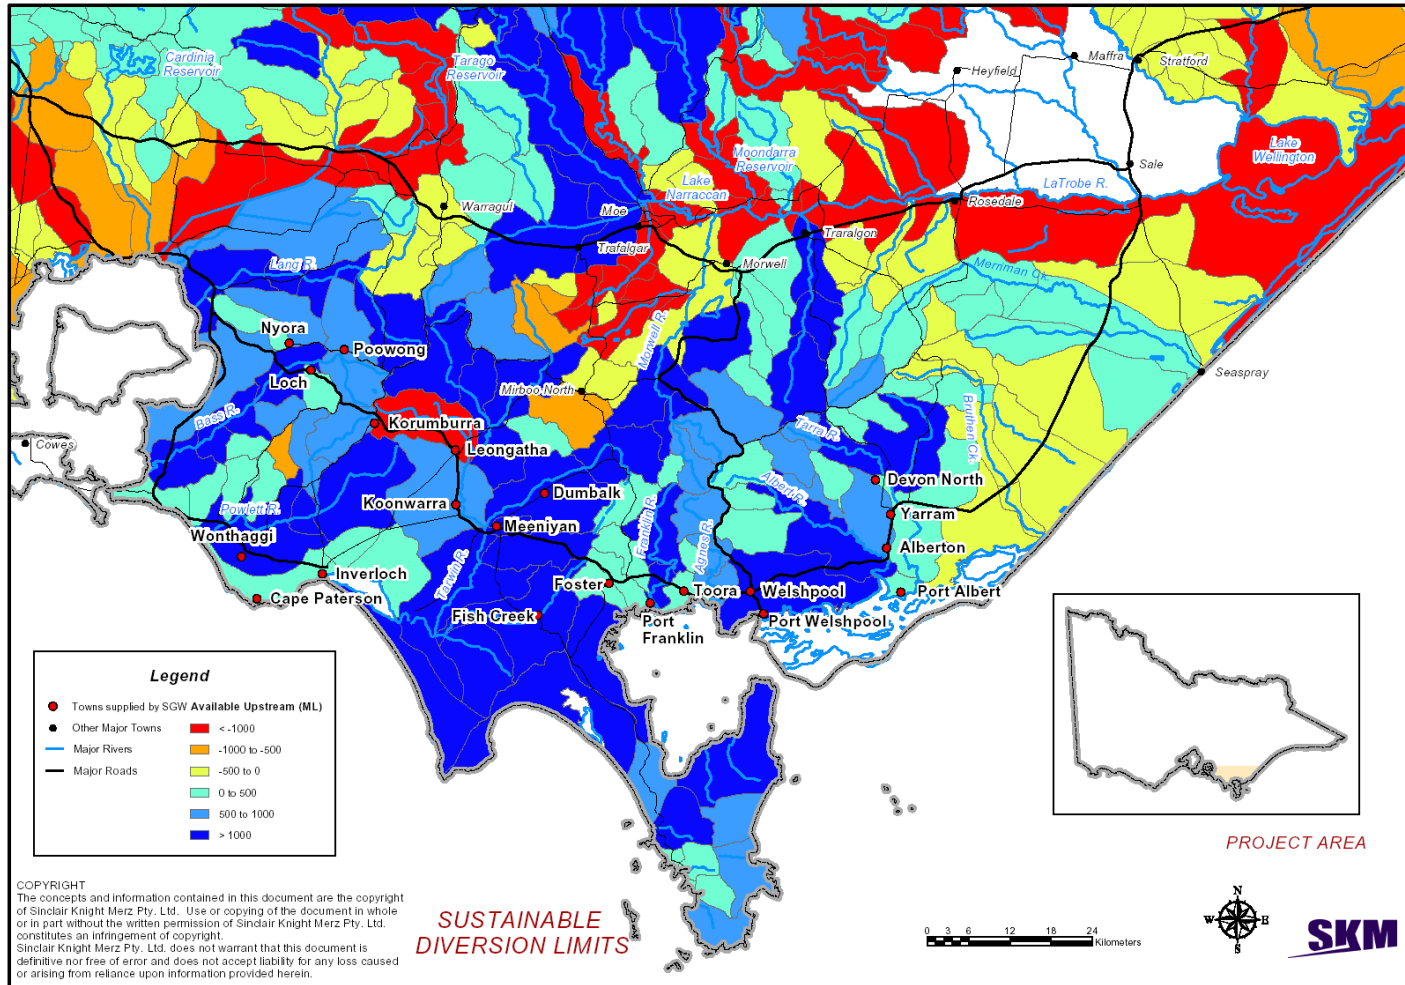 Cardinia
Reservoir
Tarago
Reservoir
Maffra
Stratford
Heyfield
Moondarra
Reservoir
Lake
Wellington
Sale
Lake
Narraccan
LaTrobe R.
Warragul
Moe
Rosedale
Traralgon
Trafalgar
Lang R.
Morwell
Merriman Ck.
Nyora
Poowong
Morwell R.
Loch
Seaspray
Mirboo North
Bass R.
Korumburra
Bruthen Ck.
Tarra R.
Cowes
Leongatha
Albert R.
Devon North
Dumbalk
Koonwarra
Powlett R.
Franklin R.
Yarram
Meeniyan
Wonthaggi
Agnes R.
Alberton
Tarwin R.
Inverloch
Foster
Toora
Welshpool
Port Albert
Cape Paterson
Fish Creek
Port
Franklin
Port Welshpool
Legend
Towns supplied by SGW Available Upstream (ML)
Other Major Towns < -1000
-1000 to -500
Major Rivers -500 to 0
Major Roads 0 to 500
500 to 1000
> 1000
PROJECT AREA
COPYRIGHT
The concepts and information contained in this document are the copyright
of Sinclair Knight Merz Pty. Ltd. Use or copying of the document in whole
or in part without the written permission of Sinclair Knight Merz Pty. Ltd.
constitutes an infringement of copyright.
Sinclair Knight Merz Pty. Ltd. does not warrant that this document is
definitive nor free of error and does not accept liability for any loss caused
or arising from reliance upon information provided herein.
SUSTAINABLE
DIVERSION LIMITS
0 3 6 12 18 24
Kilometers
N
W E
S
SKM